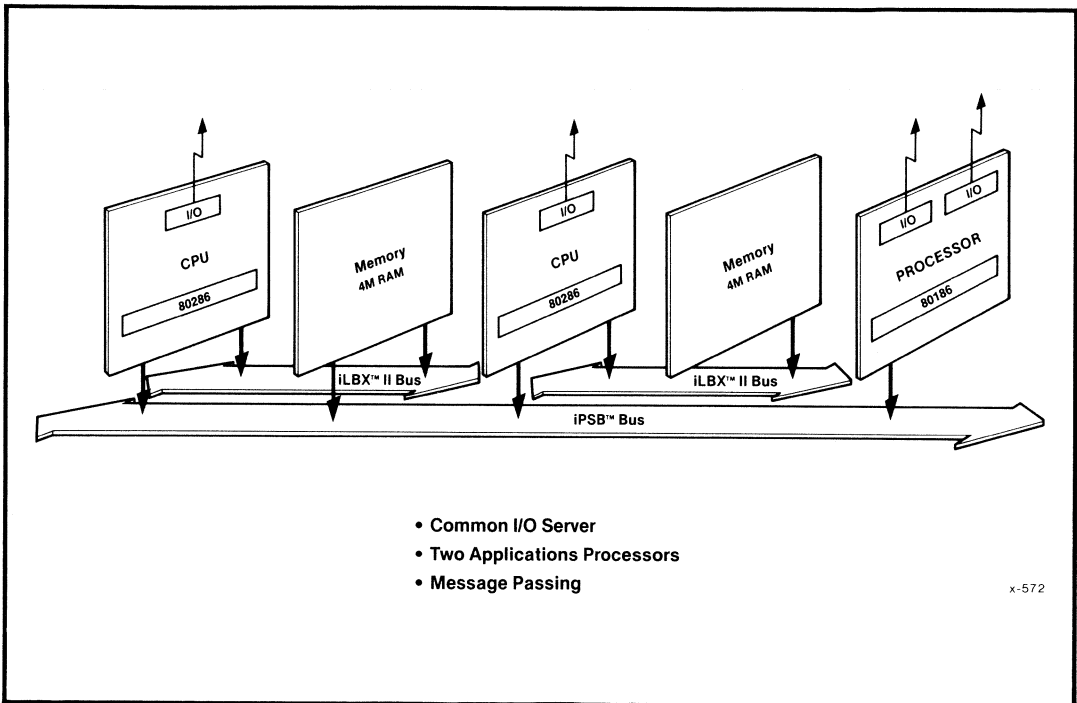 I/O
CPU
80286
Memory
4M RAM
I/O
CPU
80286
Memory
4M RAM
I/O
I/O
PROCESSOR
80186
iLBX™ II Bus
iLBX™ II Bus
iPSB™ Bus
• Common I/O Server
• Two Applications Processors
• Message Passing
x-572